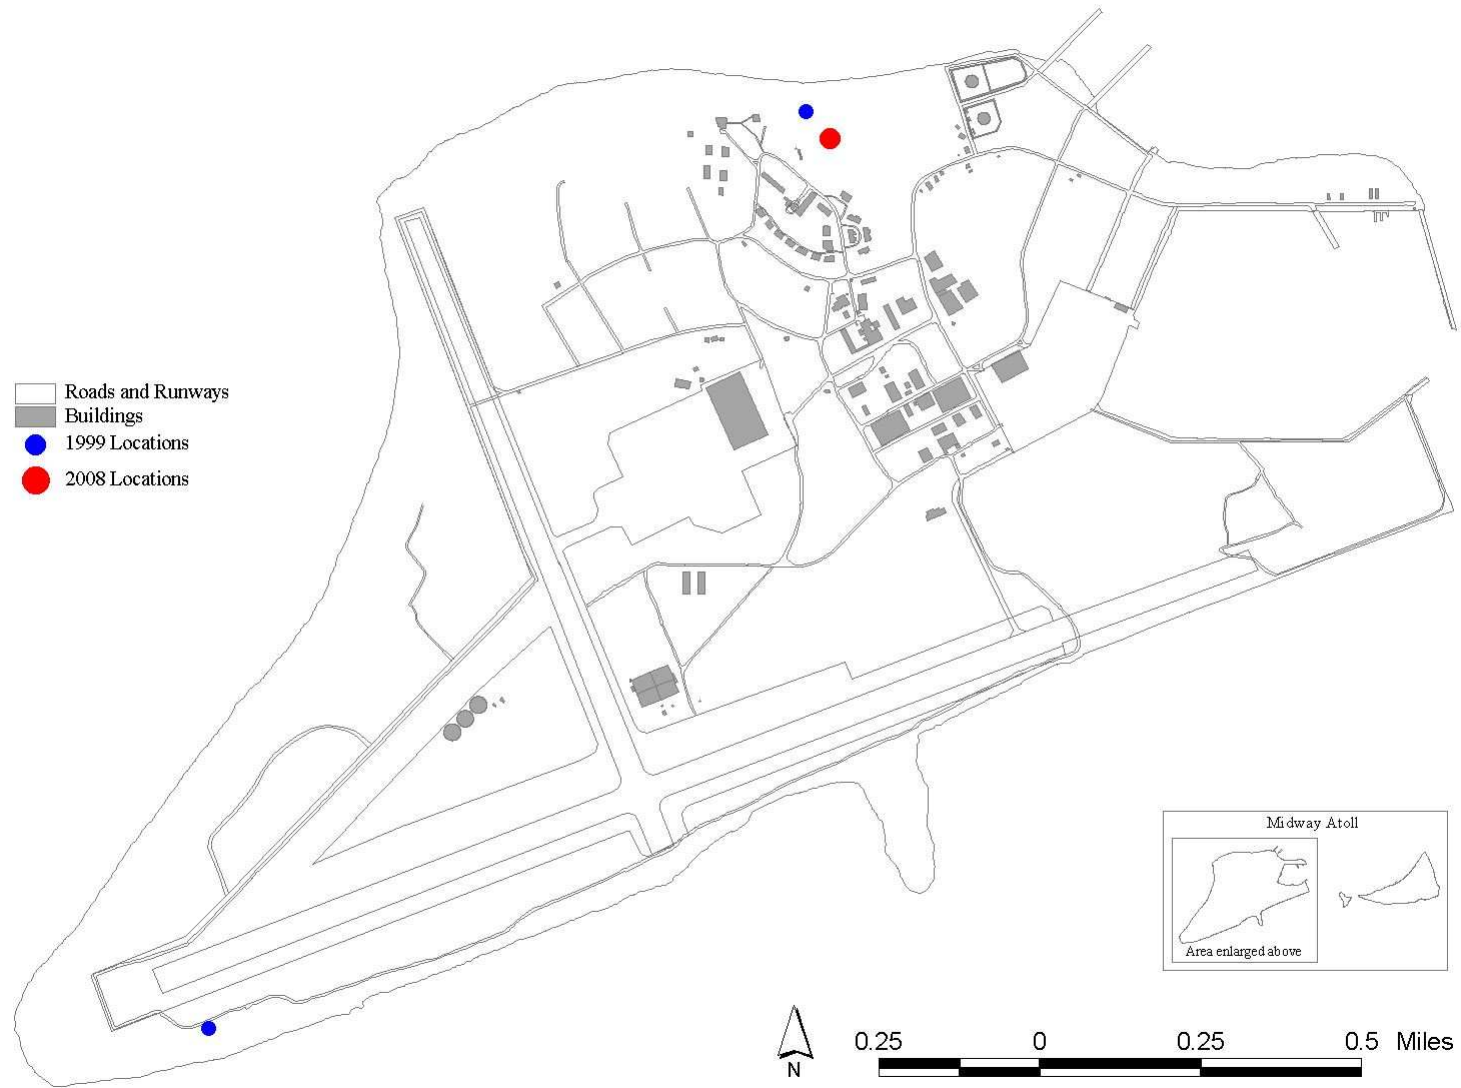 Roads and Runways
Buildings
1999 Locations
2008 Locations
Midway Atoll
Area enlarged above
N
0.25 0 0.25 0.5 Miles